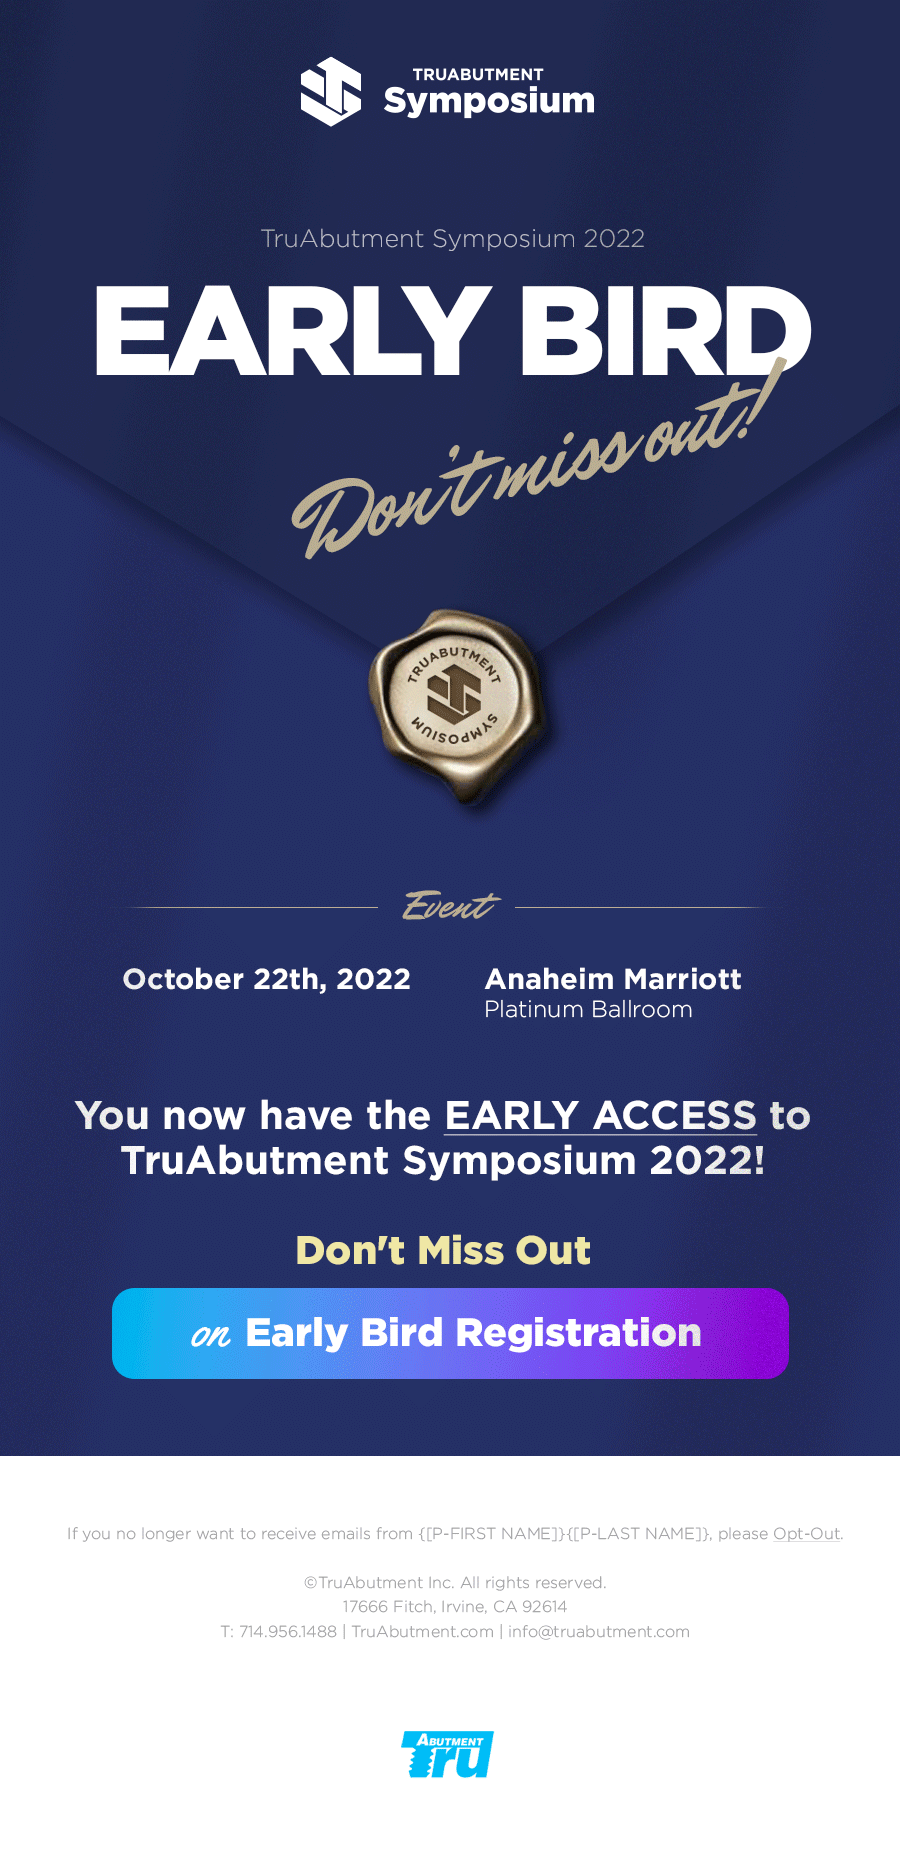 TRUABUTMENT
Symposium
TruAbutment Symposium 2022
EARLY BIRD
Don't miss out!
TRUABUTMENT
SYMPOSIUM
Event
October 22th, 2022
Anaheim Marriott
Platinum Ballroom
You now have the EARLY ACCESS to
TruAbutment Symposium 2022!
Don't Miss Out
on Early Bird Registration
If you no longer want to receive emails from {[P-FIRST NAME]}{[P-LAST NAME]}, please Opt-Out.
©TruAbutment Inc. All rights reserved.
17666 Fitch, Irvine, CA 92614
T: 714.956.1488 | TruAbutment.com | info@truabutment.com
ABUTMENT
Tru